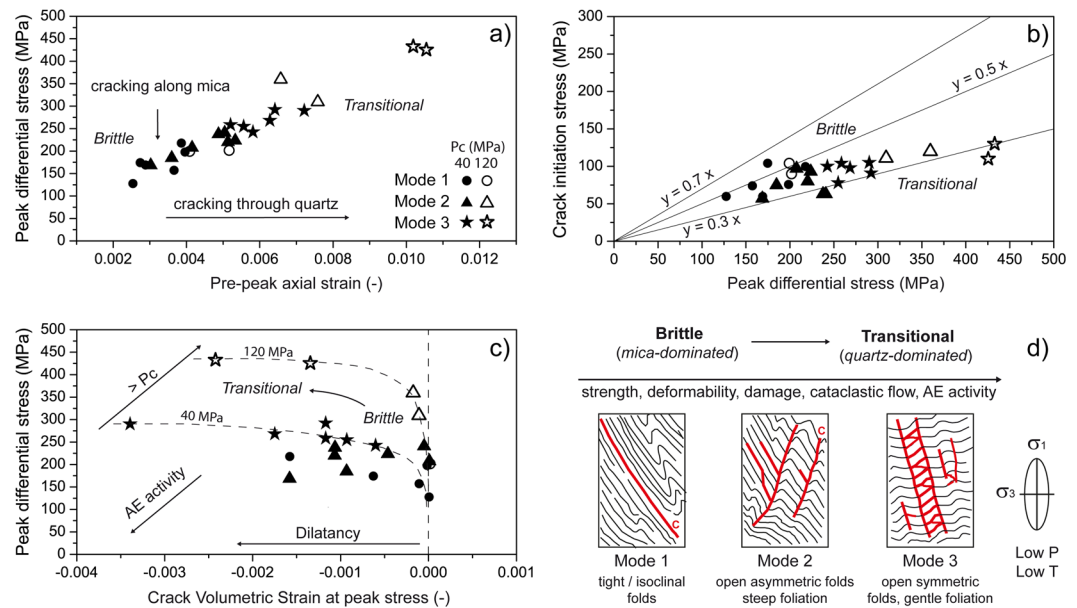 a)
Peak differential stress (MPa)
500
450
400
350
300
250
200
150
100
50
0
cracking along mica
Brittle
Transitional
Pc (MPa)
40 120
Mode 1
Mode 2
Mode 3
cracking through quartz
0.002 0.004 0.006 0.008 0.010 0.012
Pre-peak axial strain (-)
b)
Crack initiation stress (MPa)
300
250
200
150
100
50
0
y = 0.7 x
y = 0.5 x
y = 0.3 x
Brittle
Transitional
0 50 100 150 200 250 300 350 400 450 500
Peak differential stress (MPa)
c)
Peak differential stress (MPa)
500
450
400
350
300
250
200
150
100
50
0
> Pc
120 MPa
Transitional
Brittle
40 MPa
AE activity
Dilatancy
-0.004 -0.003 -0.002 -0.001 0.000 0.001
Crack Volumetric Strain at peak stress (-)
d)
Brittle Transitional
(mica-dominated) (quartz-dominated)
strength, deformability, damage, cataclastic flow, AE activity
C
C
C
σ1
σ3
Low P
Low T
Mode 1 Mode 2 Mode 3
tight / isoclinal open asymmetric folds open symmetric
folds steep foliation folds, gentle foliation